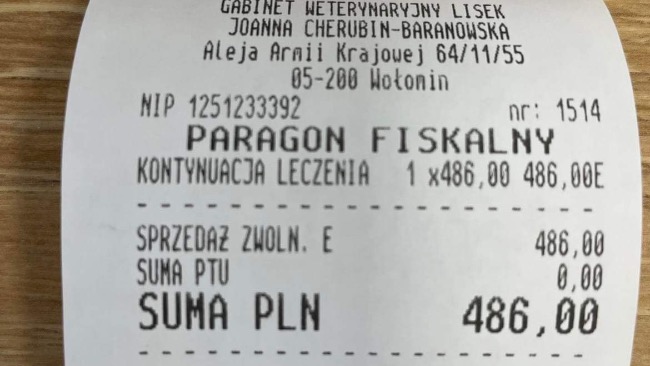 GABINET WETERYNARYJNY LISEK
JOANNA CHERUBIN-BARANOWSKA
Aleja Armii Krajowej 64/11/55
05-200 Wołomin
NIP 1251233392 nr: 1514
PARAGON FISKALNY
KONTYNUACJA LECZENIA 1 x486,00 486,00E
- - - - - - - - - - - - - - - - - - - -
SPRZEDAŻ ZWOLN. E 486,00
SUMA PTU 0,00
SUMA PLN 486,00
- - - - - - - - - - - - - - - - - - - -